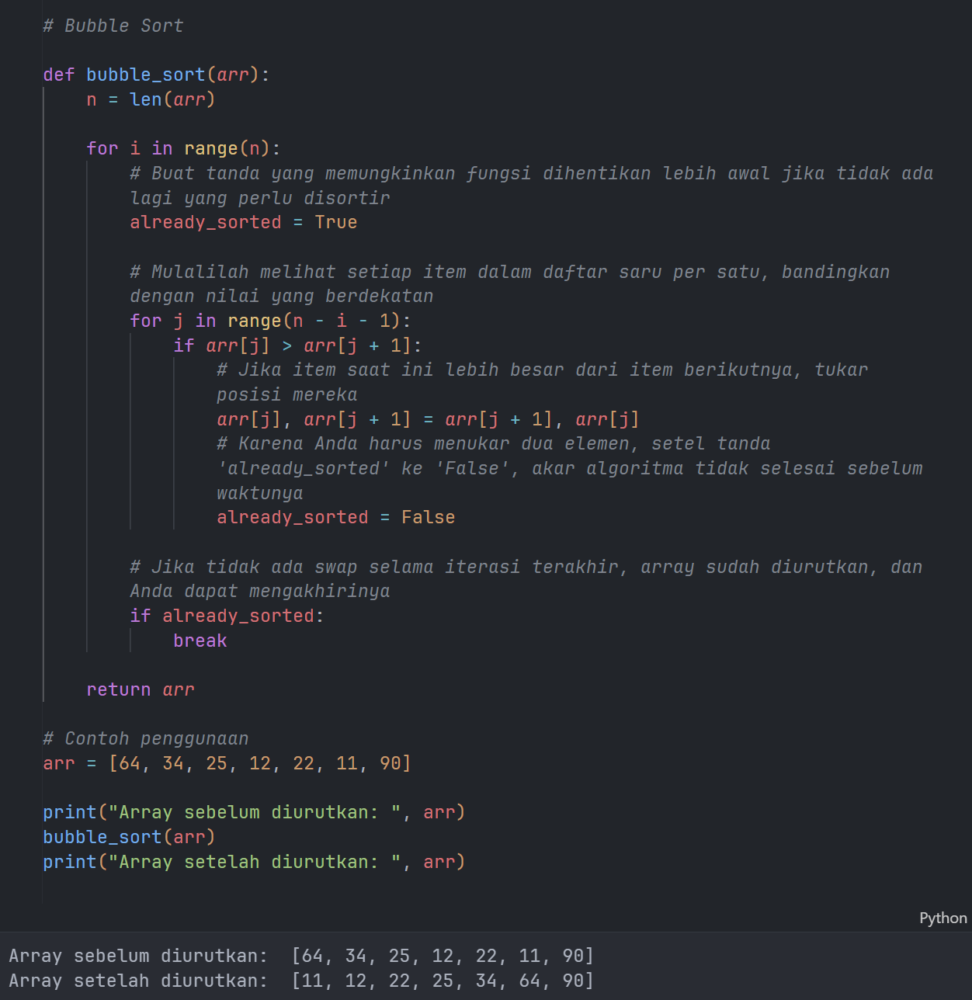 # Bubble Sort
def bubble_sort(arr):
    n = len(arr)
    for i in range(n):
        # Buat tanda yang memungkinkan fungsi dihentikan lebih awal jika tidak ada
        lagi yang perlu disortir
        already_sorted = True
        # Mulalilah melihat setiap item dalam daftar saru per satu, bandingkan
        dengan nilai yang berdekatan
        for j in range(n - i - 1):
            if arr[j] > arr[j + 1]:
                # Jika item saat ini lebih besar dari item berikutnya, tukar
                posisi mereka
                arr[j], arr[j + 1] = arr[j + 1], arr[j]
                # Karena Anda harus menukar dua elemen, setel tanda
                'already_sorted' ke 'False', akar algoritma tidak selesai sebelum
                waktunya
                already_sorted = False
        # Jika tidak ada swap selama iterasi terakhir, array sudah diurutkan, dan
        Anda dapat mengakhirinya
        if already_sorted:
            break
    return arr
# Contoh penggunaan
arr = [64, 34, 25, 12, 22, 11, 90]
print("Array sebelum diurutkan: ", arr)
bubble_sort(arr)
print("Array setelah diurutkan: ", arr)
Python
Array sebelum diurutkan:  [64, 34, 25, 12, 22, 11, 90]
Array setelah diurutkan:  [11, 12, 22, 25, 34, 64, 90]